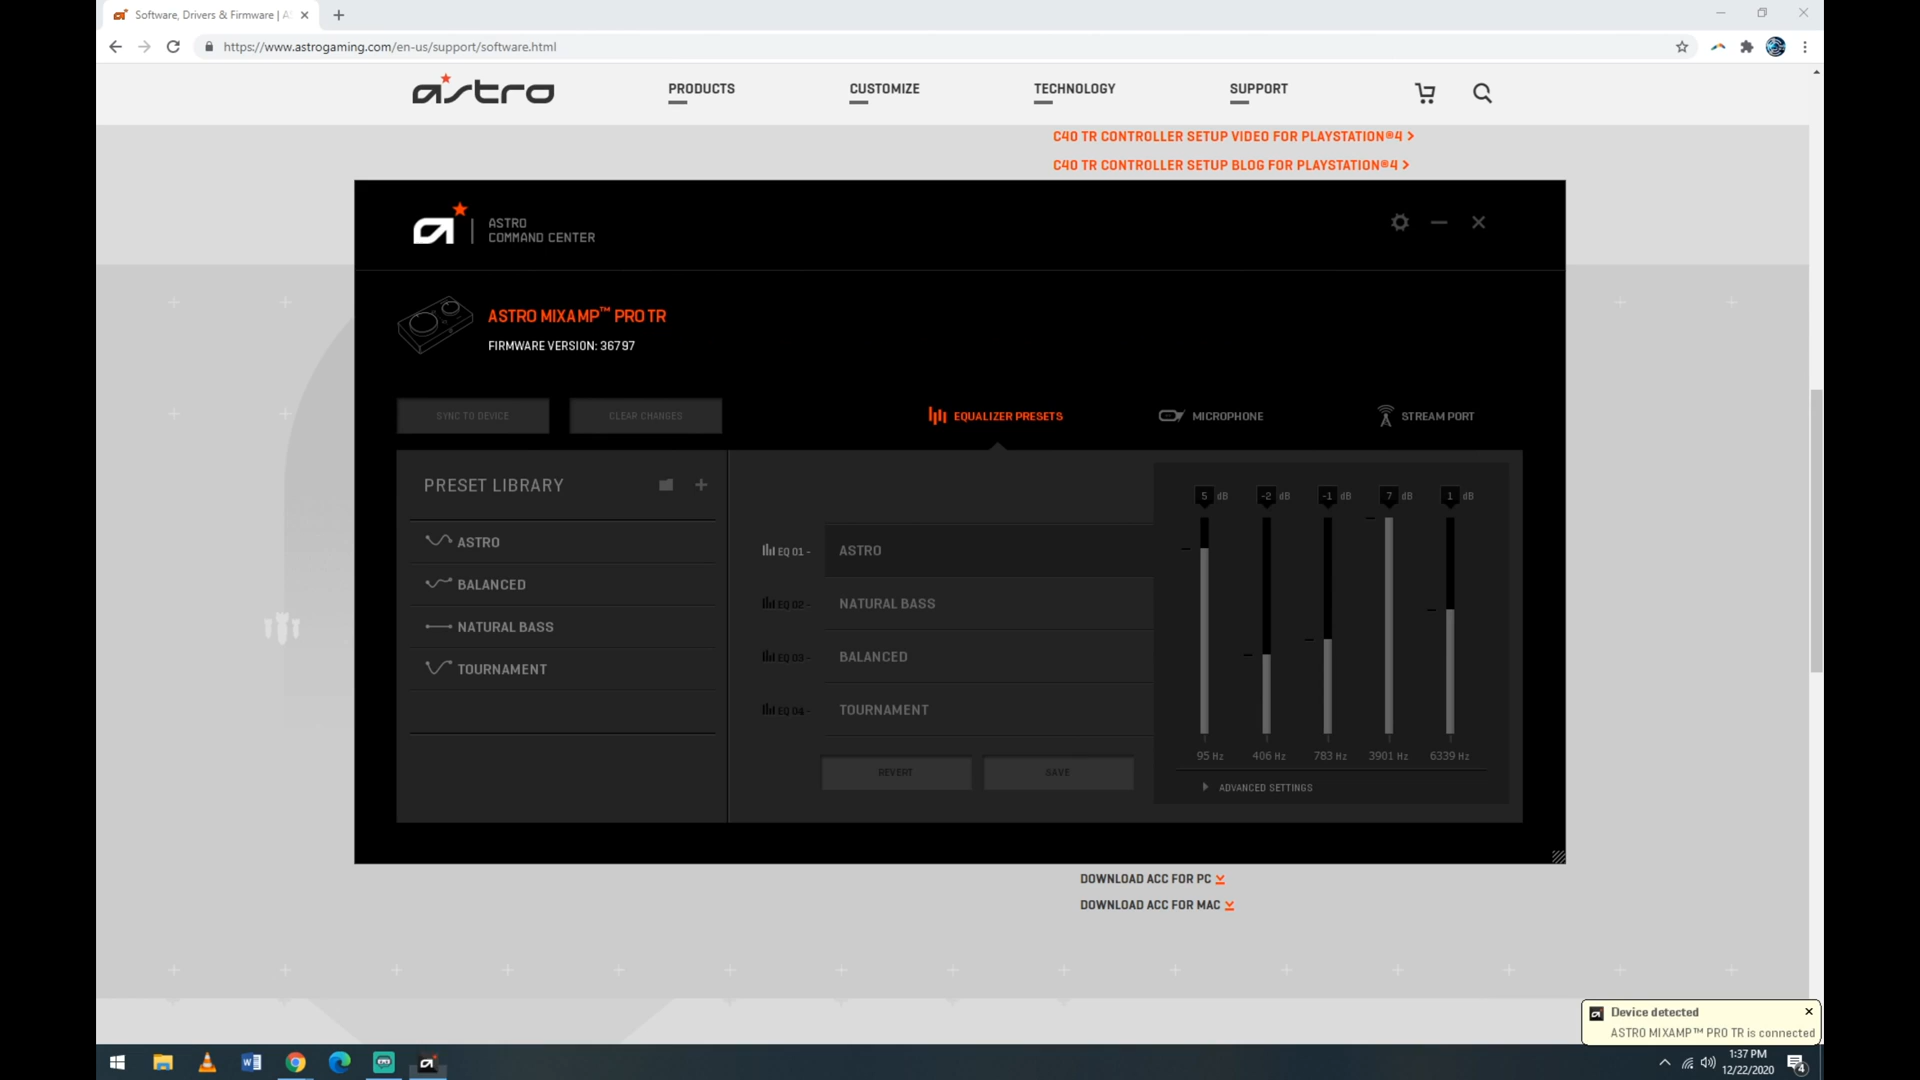 Software, Drivers & Firmware | A
https://www.astrogaming.com/en-us/support/software.html
astro
PRODUCTS
CUSTOMIZE
TECHNOLOGY
SUPPORT
C40 TR CONTROLLER SETUP VIDEO FOR PLAYSTATION®4 >
C40 TR CONTROLLER SETUP BLOG FOR PLAYSTATION®4 >
ASTRO
COMMAND CENTER
ASTRO MIXAMP™ PRO TR
FIRMWARE VERSION: 36797
SYNC TO DEVICE
CLEAR CHANGES
EQUALIZER PRESETS
MICROPHONE
STREAM PORT
PRESET LIBRARY
ASTRO
BALANCED
NATURAL BASS
TOURNAMENT
EQ 01 - ASTRO
EQ 02 - NATURAL BASS
EQ 03 - BALANCED
EQ 04 - TOURNAMENT
REVERT
SAVE
5 dB -2 dB -1 dB 7 dB 1 dB
95 Hz 406 Hz 783 Hz 3901 Hz 6339 Hz
ADVANCED SETTINGS
DOWNLOAD ACC FOR PC
DOWNLOAD ACC FOR MAC
Device detected
ASTRO MIXAMP™ PRO TR is connected
1:37 PM
12/22/2020
4